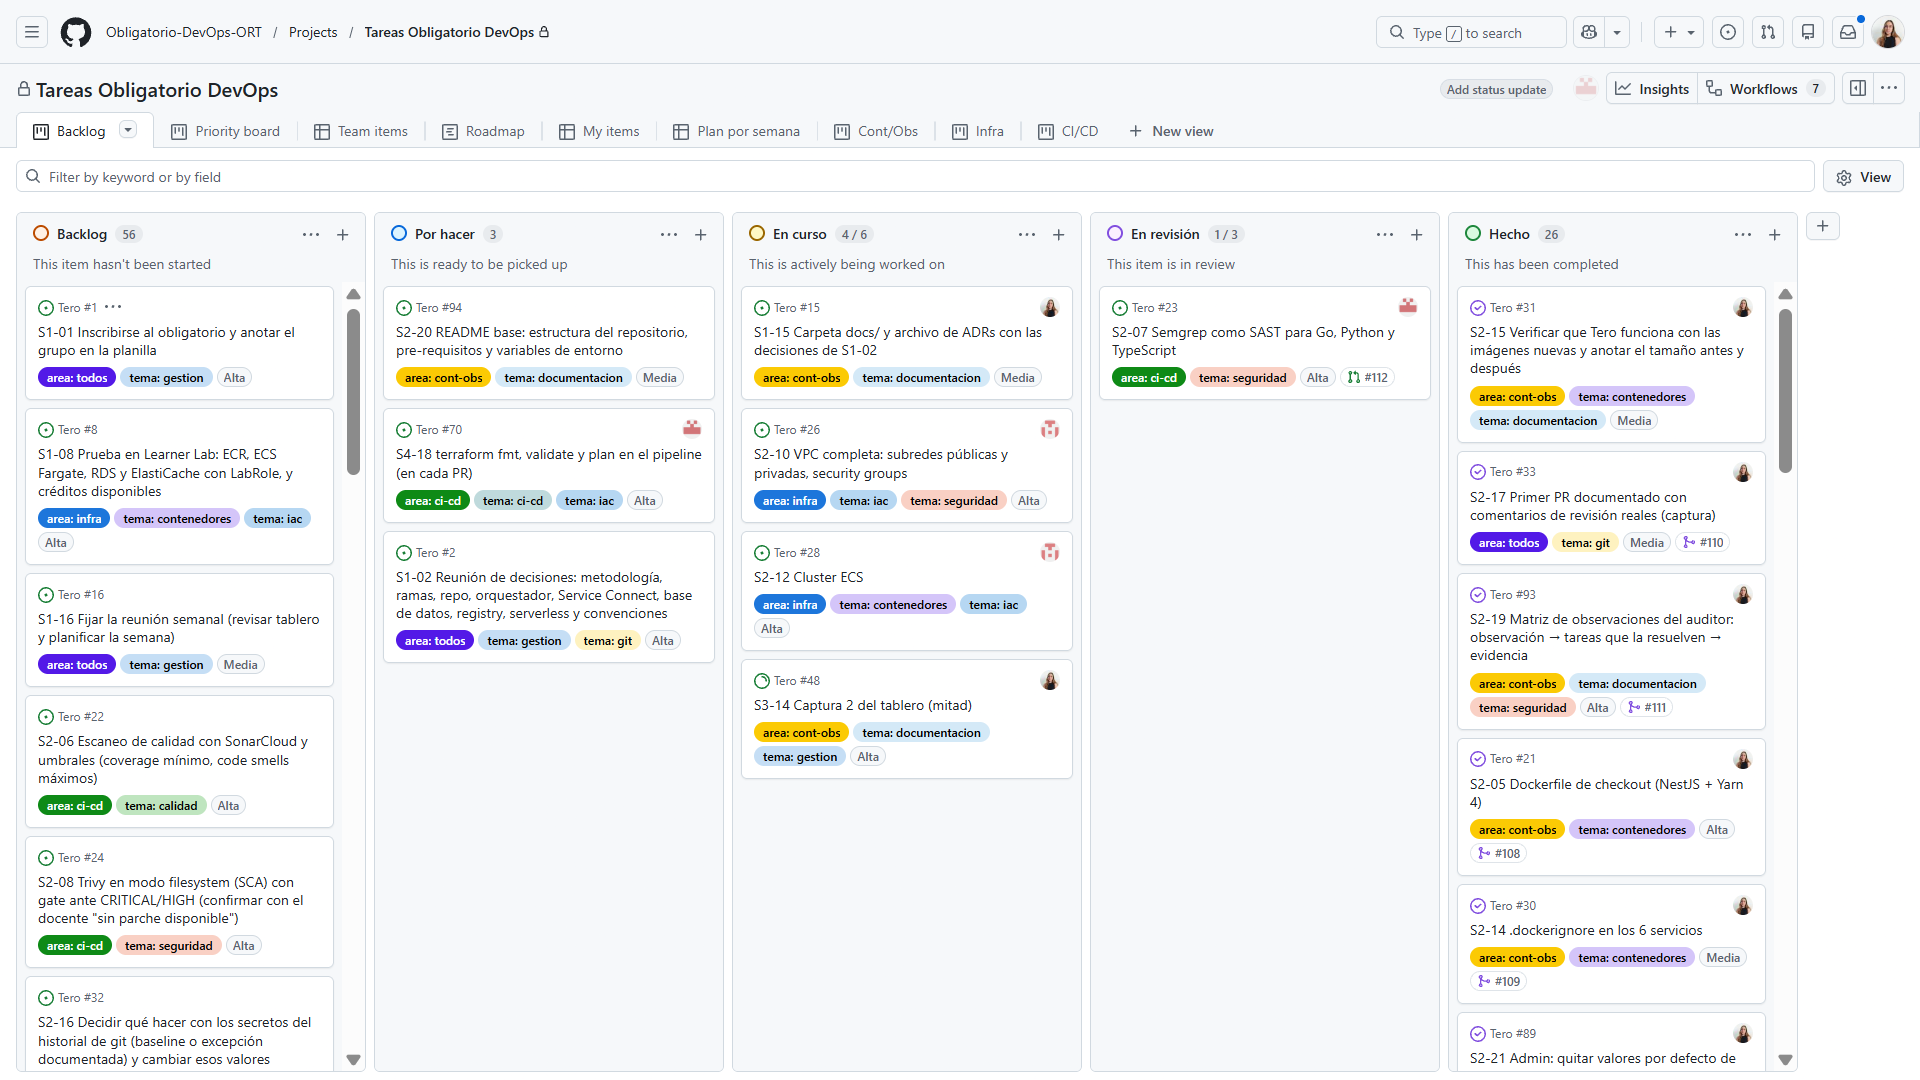 Obligatorio-DevOps-ORT / Projects / Tareas Obligatorio DevOps
Type / to search
Tareas Obligatorio DevOps
Add status update
Insights
Workflows 7
Backlog
Priority board
Team items
Roadmap
My items
Plan por semana
Cont/Obs
Infra
CI/CD
New view
Filter by keyword or by field
View
Backlog 56
This item hasn't been started
Tero #1
S1-01 Inscribirse al obligatorio y anotar el
grupo en la planilla
area: todos tema: gestion Alta
Tero #8
S1-08 Prueba en Learner Lab: ECR, ECS
Fargate, RDS y ElastiCache con LabRole, y
créditos disponibles
area: infra tema: contenedores tema: iac
Alta
Tero #16
S1-16 Fijar la reunión semanal (revisar tablero
y planificar la semana)
area: todos tema: gestion Media
Tero #22
S2-06 Escaneo de calidad con SonarCloud y
umbrales (coverage mínimo, code smells
máximos)
area: ci-cd tema: calidad Alta
Tero #24
S2-08 Trivy en modo filesystem (SCA) con
gate ante CRITICAL/HIGH (confirmar con el
docente "sin parche disponible")
area: ci-cd tema: seguridad Alta
Tero #32
S2-16 Decidir qué hacer con los secretos del
historial de git (baseline o excepción
documentada) y cambiar esos valores
Por hacer 3
This is ready to be picked up
Tero #94
S2-20 README base: estructura del repositorio,
pre-requisitos y variables de entorno
area: cont-obs tema: documentacion Media
Tero #70
S4-18 terraform fmt, validate y plan en el pipeline
(en cada PR)
area: ci-cd tema: ci-cd tema: iac Alta
Tero #2
S1-02 Reunión de decisiones: metodología,
ramas, repo, orquestador, Service Connect, base
de datos, registry, serverless y convenciones
area: todos tema: gestion tema: git Alta
En curso 4 / 6
This is actively being worked on
Tero #15
S1-15 Carpeta docs/ y archivo de ADRs con las
decisiones de S1-02
area: cont-obs tema: documentacion Media
Tero #26
S2-10 VPC completa: subredes públicas y
privadas, security groups
area: infra tema: iac tema: seguridad Alta
Tero #28
S2-12 Cluster ECS
area: infra tema: contenedores tema: iac
Alta
Tero #48
S3-14 Captura 2 del tablero (mitad)
area: cont-obs tema: documentacion
tema: gestion Alta
En revisión 1 / 3
This item is in review
Tero #23
S2-07 Semgrep como SAST para Go, Python y
TypeScript
area: ci-cd tema: seguridad Alta #112
Hecho 26
This has been completed
Tero #31
S2-15 Verificar que Tero funciona con las
imágenes nuevas y anotar el tamaño antes y
después
area: cont-obs tema: contenedores
tema: documentacion Media
Tero #33
S2-17 Primer PR documentado con
comentarios de revisión reales (captura)
area: todos tema: git Media #110
Tero #93
S2-19 Matriz de observaciones del auditor:
observación → tareas que la resuelven →
evidencia
area: cont-obs tema: documentacion
tema: seguridad Alta #111
Tero #21
S2-05 Dockerfile de checkout (NestJS + Yarn
4)
area: cont-obs tema: contenedores Alta
#108
Tero #30
S2-14 .dockerignore en los 6 servicios
area: cont-obs tema: contenedores Media
#109
Tero #89
S2-21 Admin: quitar valores por defecto de